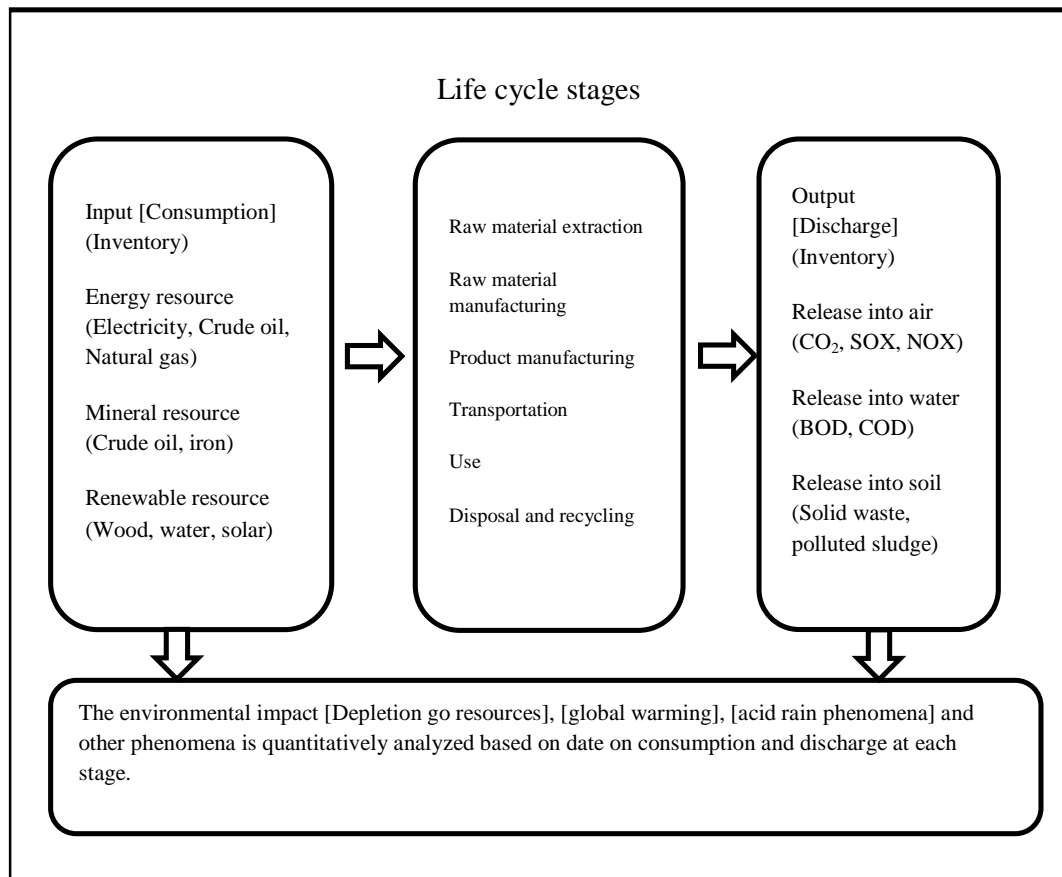 Life cycle stages
Input [Consumption]
(Inventory)
Energy resource
(Electricity, Crude oil,
Natural gas)
Mineral resource
(Crude oil, iron)
Renewable resource
(Wood, water, solar)
Raw material extraction
Raw material
manufacturing
Product manufacturing
Transportation
Use
Disposal and recycling
Output
[Discharge]
(Inventory)
Release into air
(CO₂, SOX, NOX)
Release into water
(BOD, COD)
Release into soil
(Solid waste,
polluted sludge)
The environmental impact [Depletion go resources], [global warming], [acid rain phenomena] and
other phenomena is quantitatively analyzed based on date on consumption and discharge at each
stage.